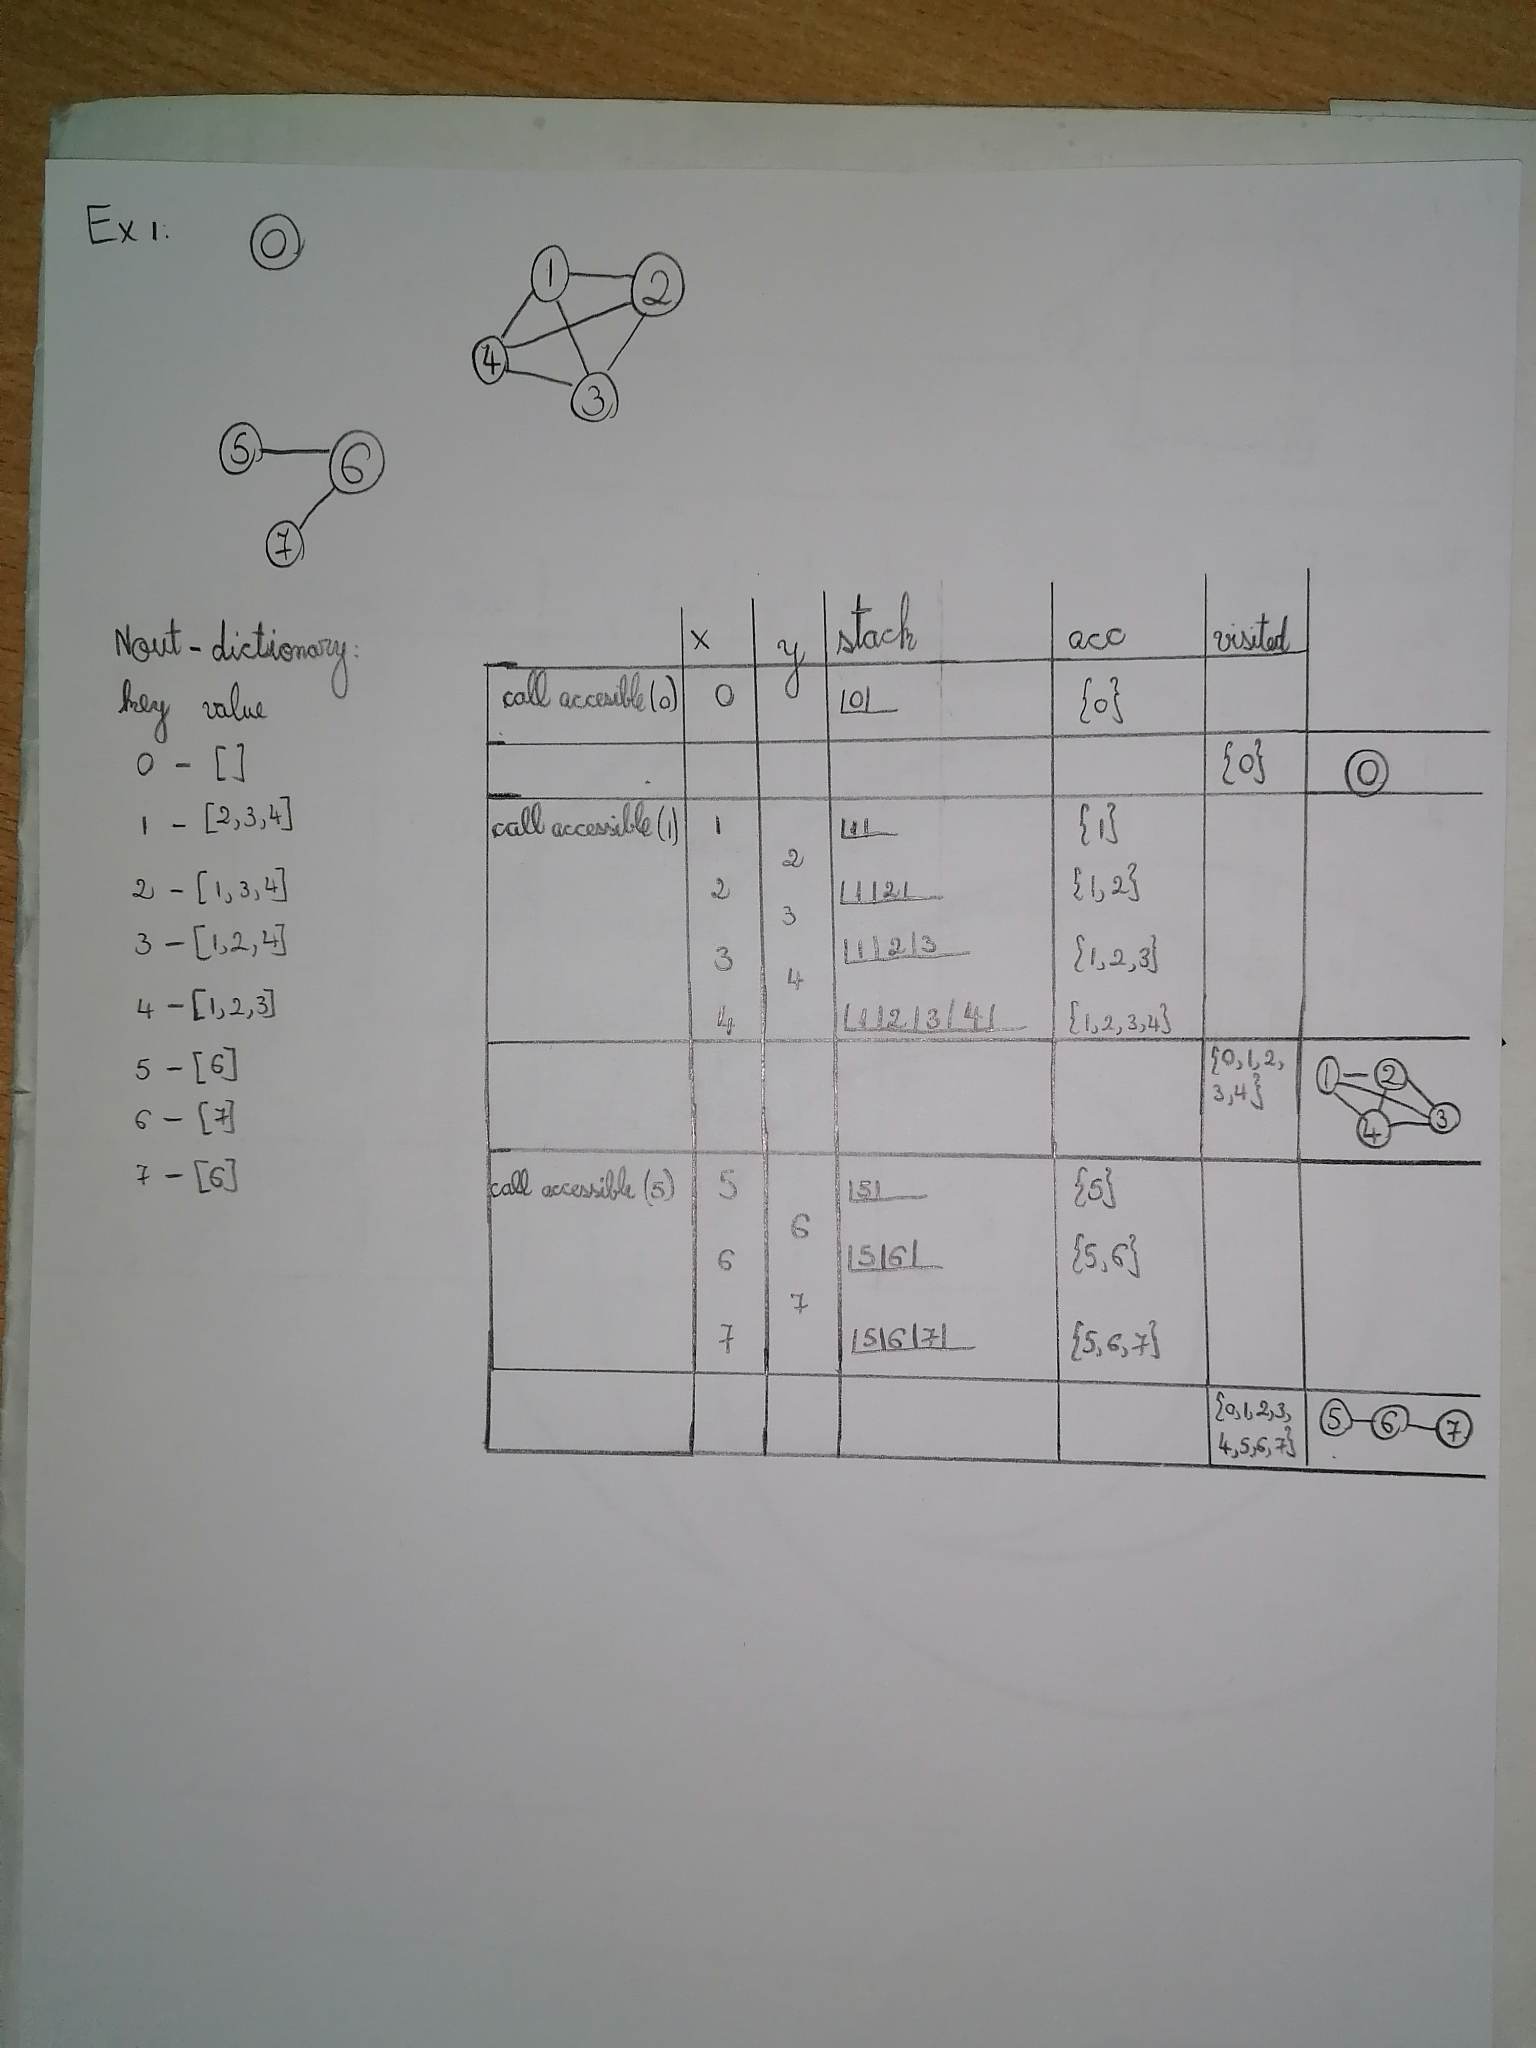 Ex 1:
0
1
2
4
3
5
6
7
Nout-dictionary:
key value
0 - []
1 - [2,3,4]
2 - [1,3,4]
3 - [1,2,4]
4 - [1,2,3]
5 - [6]
6 - [7]
7 - [6]
x y stack acc visited
call accesible(0) 0 |0| {0}
{0} 0
call accessible(1) 1 |1| {1}
2
2 |1|2| {1,2}
3
3 |1|2|3 {1,2,3}
4
4 |1|2|3|4| {1,2,3,4}
{0,1,2, 1 2
3,4} 4 3
call accessible(5) 5 |5| {5}
6
6 |5|6| {5,6}
7
7 |5|6|7| {5,6,7}
{0,1,2,3, 5 6 7
4,5,6,7}